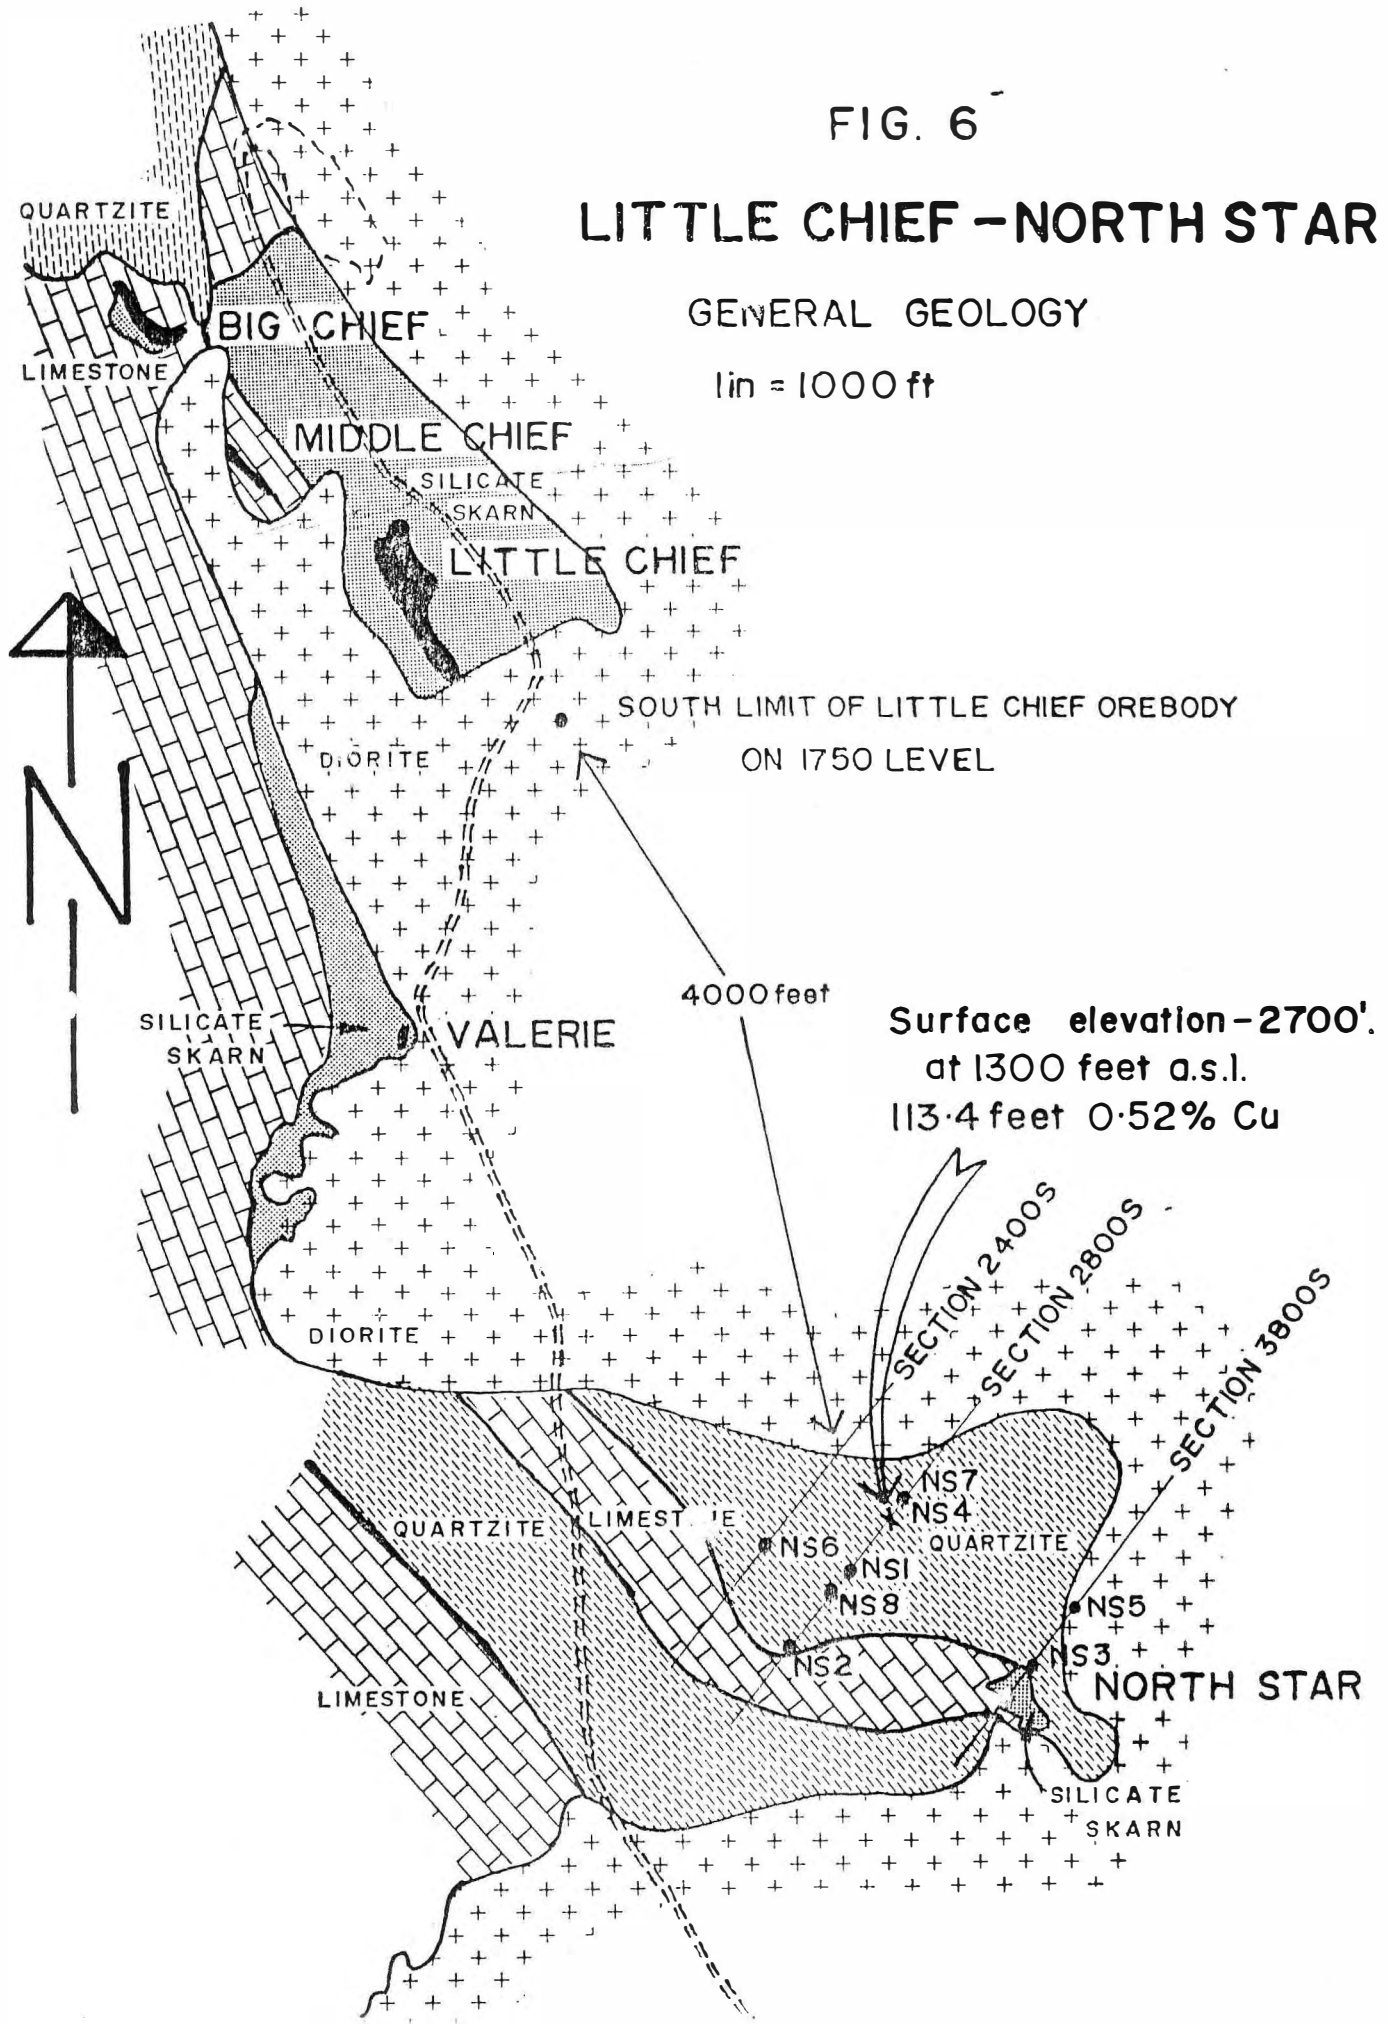 FIG. 6
LITTLE CHIEF - NORTH STAR
GENERAL GEOLOGY
1in = 1000 ft
QUARTZITE
BIG CHIEF
LIMESTONE
MIDDLE CHIEF
SILICATE
SKARN
LITTLE CHIEF
SOUTH LIMIT OF LITTLE CHIEF OREBODY
ON 1750 LEVEL
DIORITE
N
4000 feet
SILICATE
SKARN
VALERIE
Surface elevation - 2700'.
at 1300 feet a.s.l.
113.4 feet 0.52% Cu
SECTION 2400S
SECTION 2800S
SECTION 3800S
DIORITE
NS7
NS4
QUARTZITE
QUARTZITE
NS6
NS1
NS8
NS5
NS2
NS3
NORTH STAR
LIMESTONE
SILICATE
SKARN